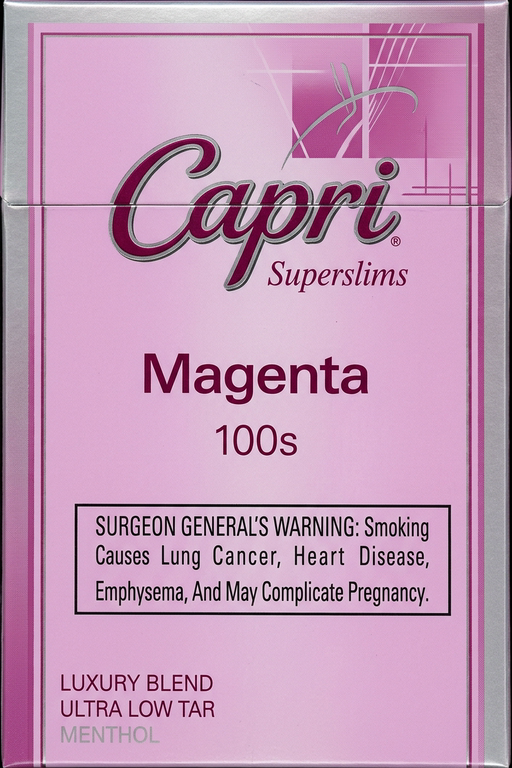 Capri®
Superslims
Magenta
100s
SURGEON GENERAL'S WARNING: Smoking
Causes Lung Cancer, Heart Disease,
Emphysema, And May Complicate Pregnancy.
LUXURY BLEND
ULTRA LOW TAR
MENTHOL